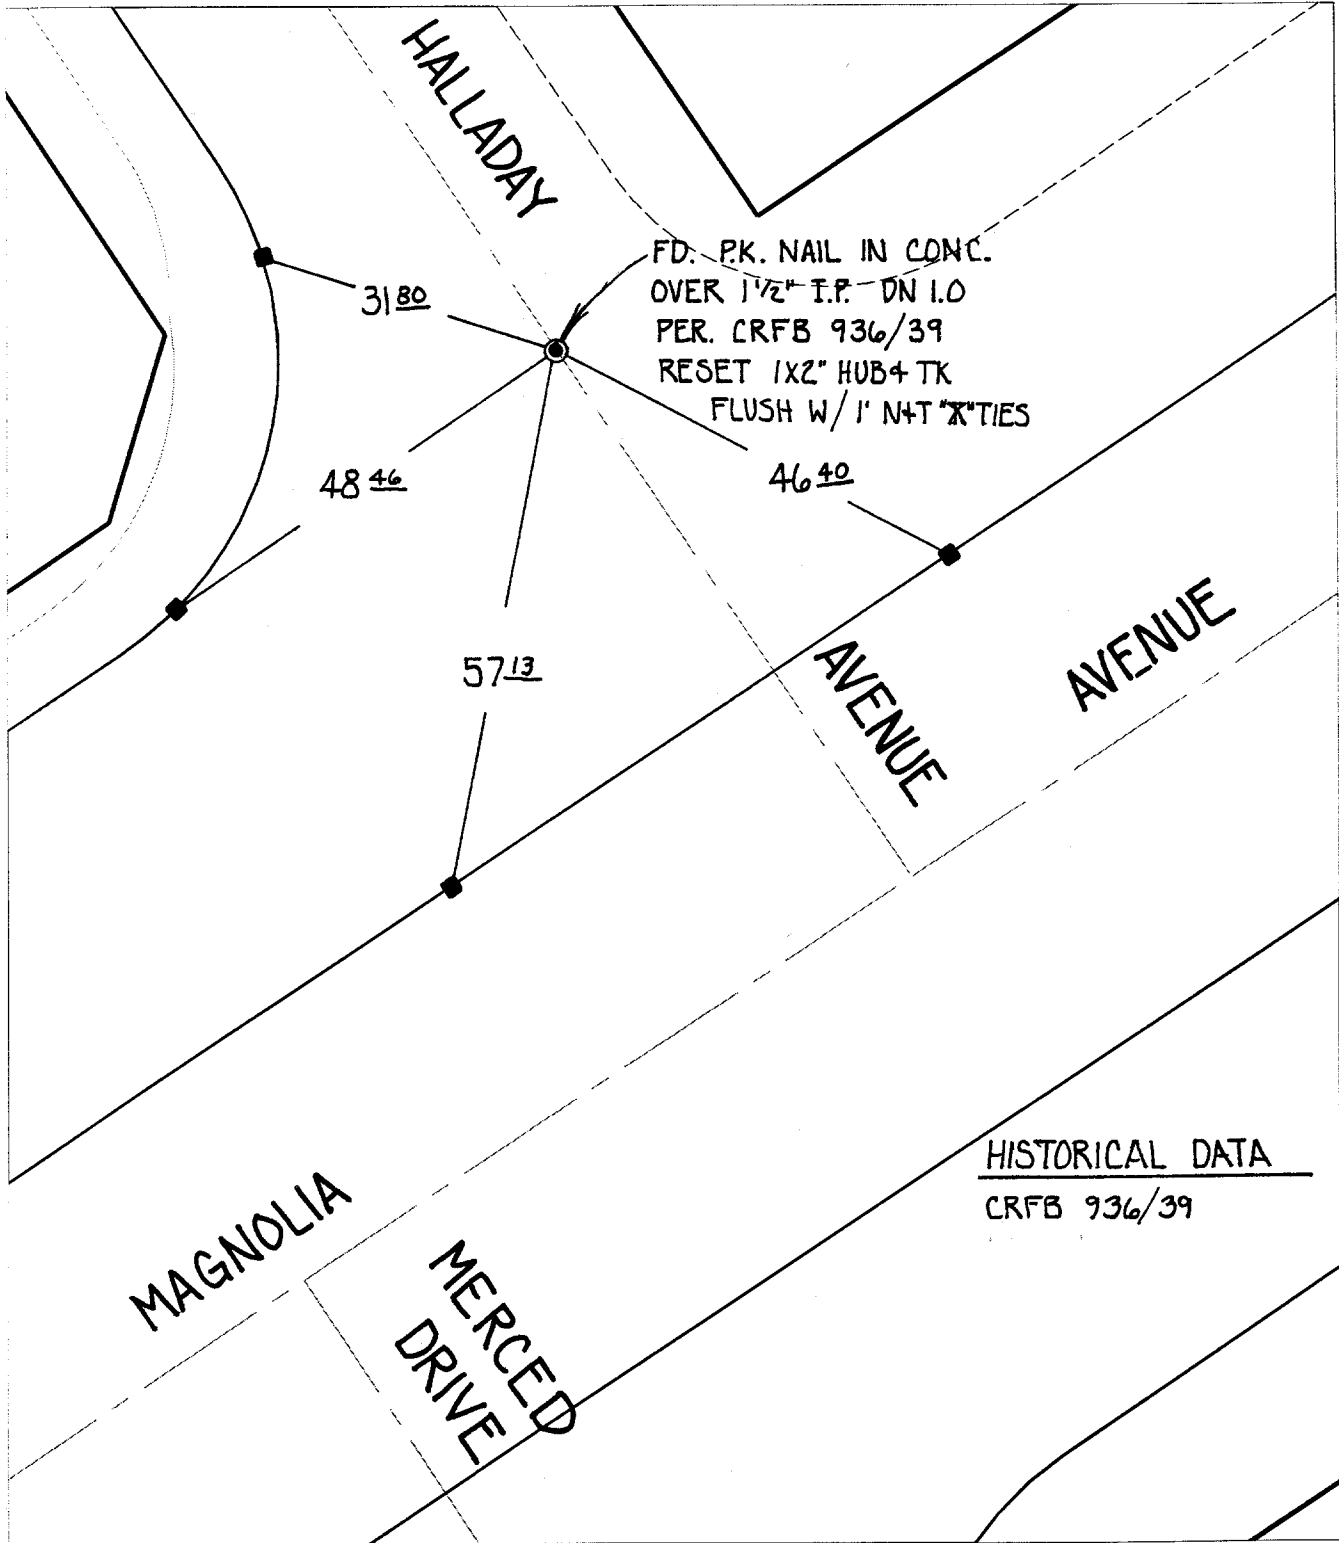 HALLADAY
FD. P.K. NAIL IN CONC.
OVER 1 1/2" I.P. DN 1.0
PER. CRFB 936/39
RESET 1X2" HUB & TK
FLUSH W/ 1' N+T "X" TIES
31 80
48 46
46 40
57 13
AVENUE
AVENUE
MAGNOLIA
MERCED
DRIVE
HISTORICAL DATA
CRFB 936/39